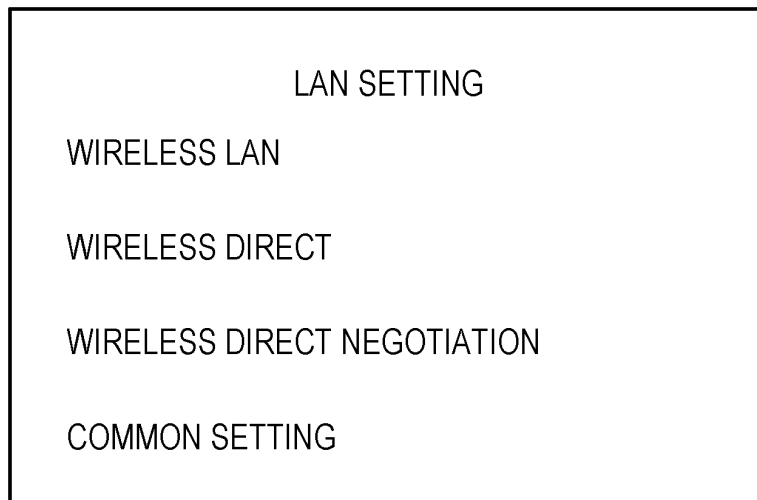 LAN SETTING
WIRELESS LAN
WIRELESS DIRECT
WIRELESS DIRECT NEGOTIATION
COMMON SETTING